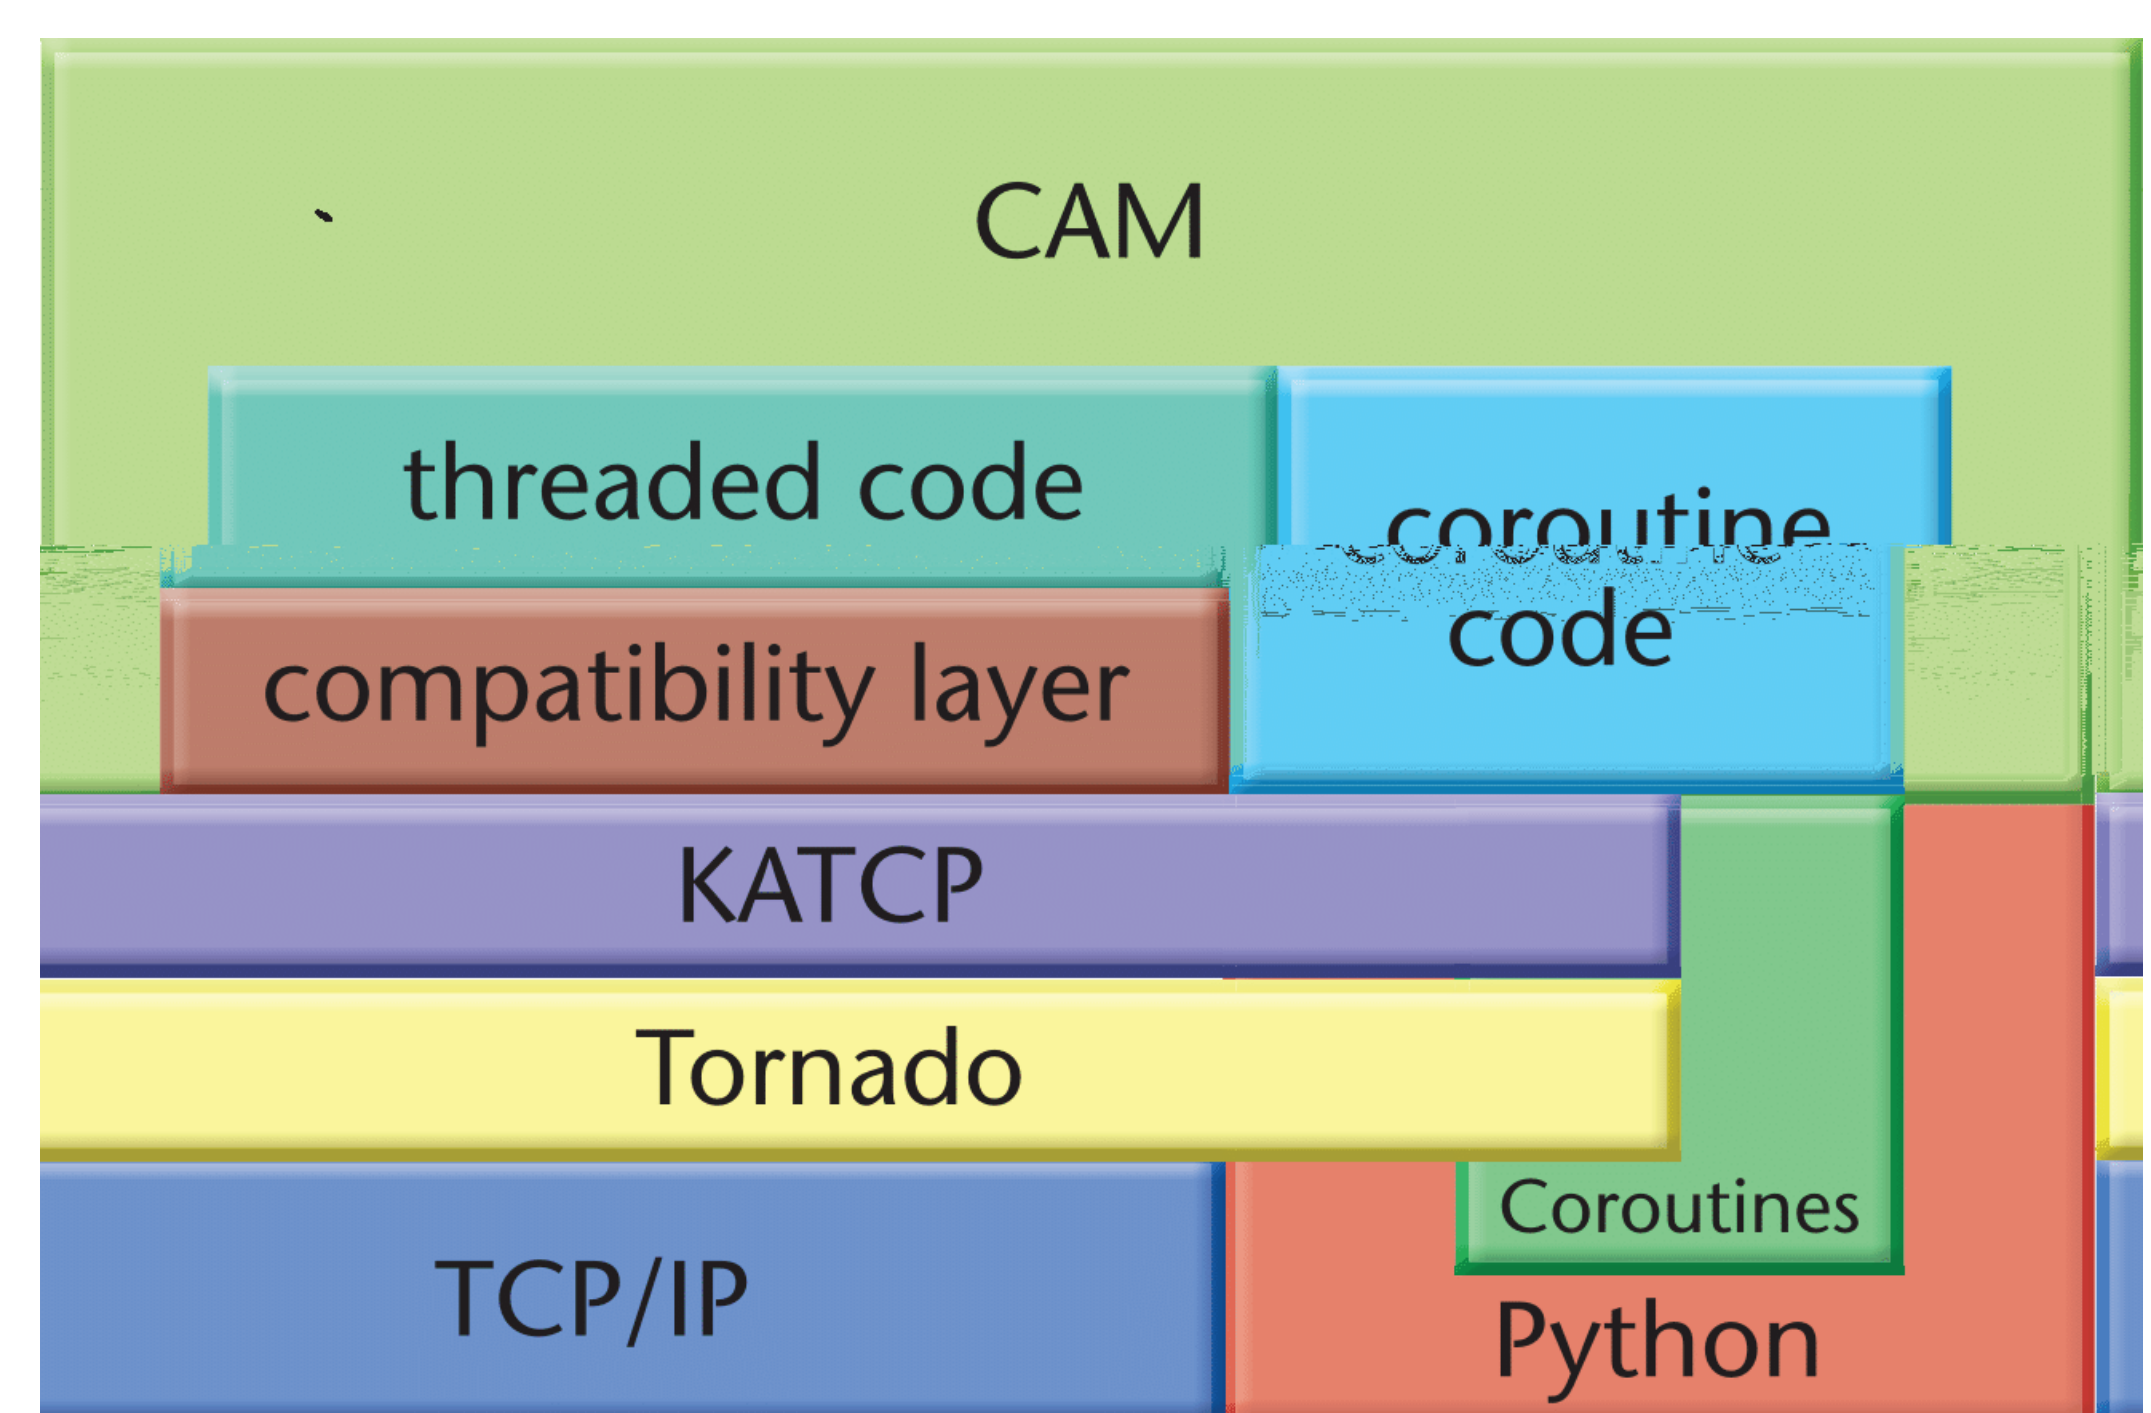 CAM
threaded code
coroutine
code
compatibility layer
KATCP
Tornado
Coroutines
TCP/IP
Python